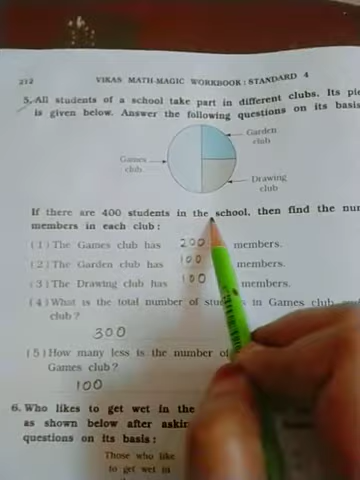 212 VIKAS MATH-MAGIC WORKBOOK : STANDARD 4
5. All students of a school take part in different clubs. Its
is given below. Answer the following questions on its basis
Garden
club
Games
club
Drawing
club
If there are 400 students in the school, then find the
members in each club :
(1) The Games club has 200 members.
(2) The Garden club has 100 members.
(3) The Drawing club has 100 members.
(4) What is the total number of in Games club
club ?
300
(5) How many less is the number of
Games club ?
100
6. Who likes to get wet in the
as shown below after
questions on its basis :
Those who like
to get wet in